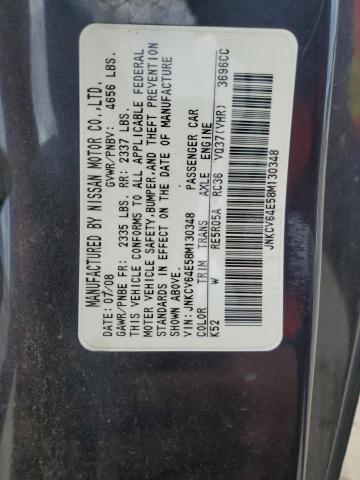 MANUFACTURED BY NISSAN MOTOR CO.,LTD.
07/08 GVWR/PNBV: 4656 LBS.
GAWR/PNBE FR: 2335 LBS. RR: 2337 LBS.
THIS VEHICLE CONFORMS TO ALL APPLICABLE FEDERAL
MOTOR VEHICLE SAFETY,BUMPER,AND THEFT PREVENTION
STANDARDS IN EFFECT ON THE DATE OF MANUFACTURE
SHOWN ABOVE.
VIN: JNKCV64E58M130348 PASSENGER CAR
COLOR TRIM TRANS AXLE ENGINE
K52 W RE5R05A RC36 VQ37(VHR) 3696CC
JNKCV64E58M130348